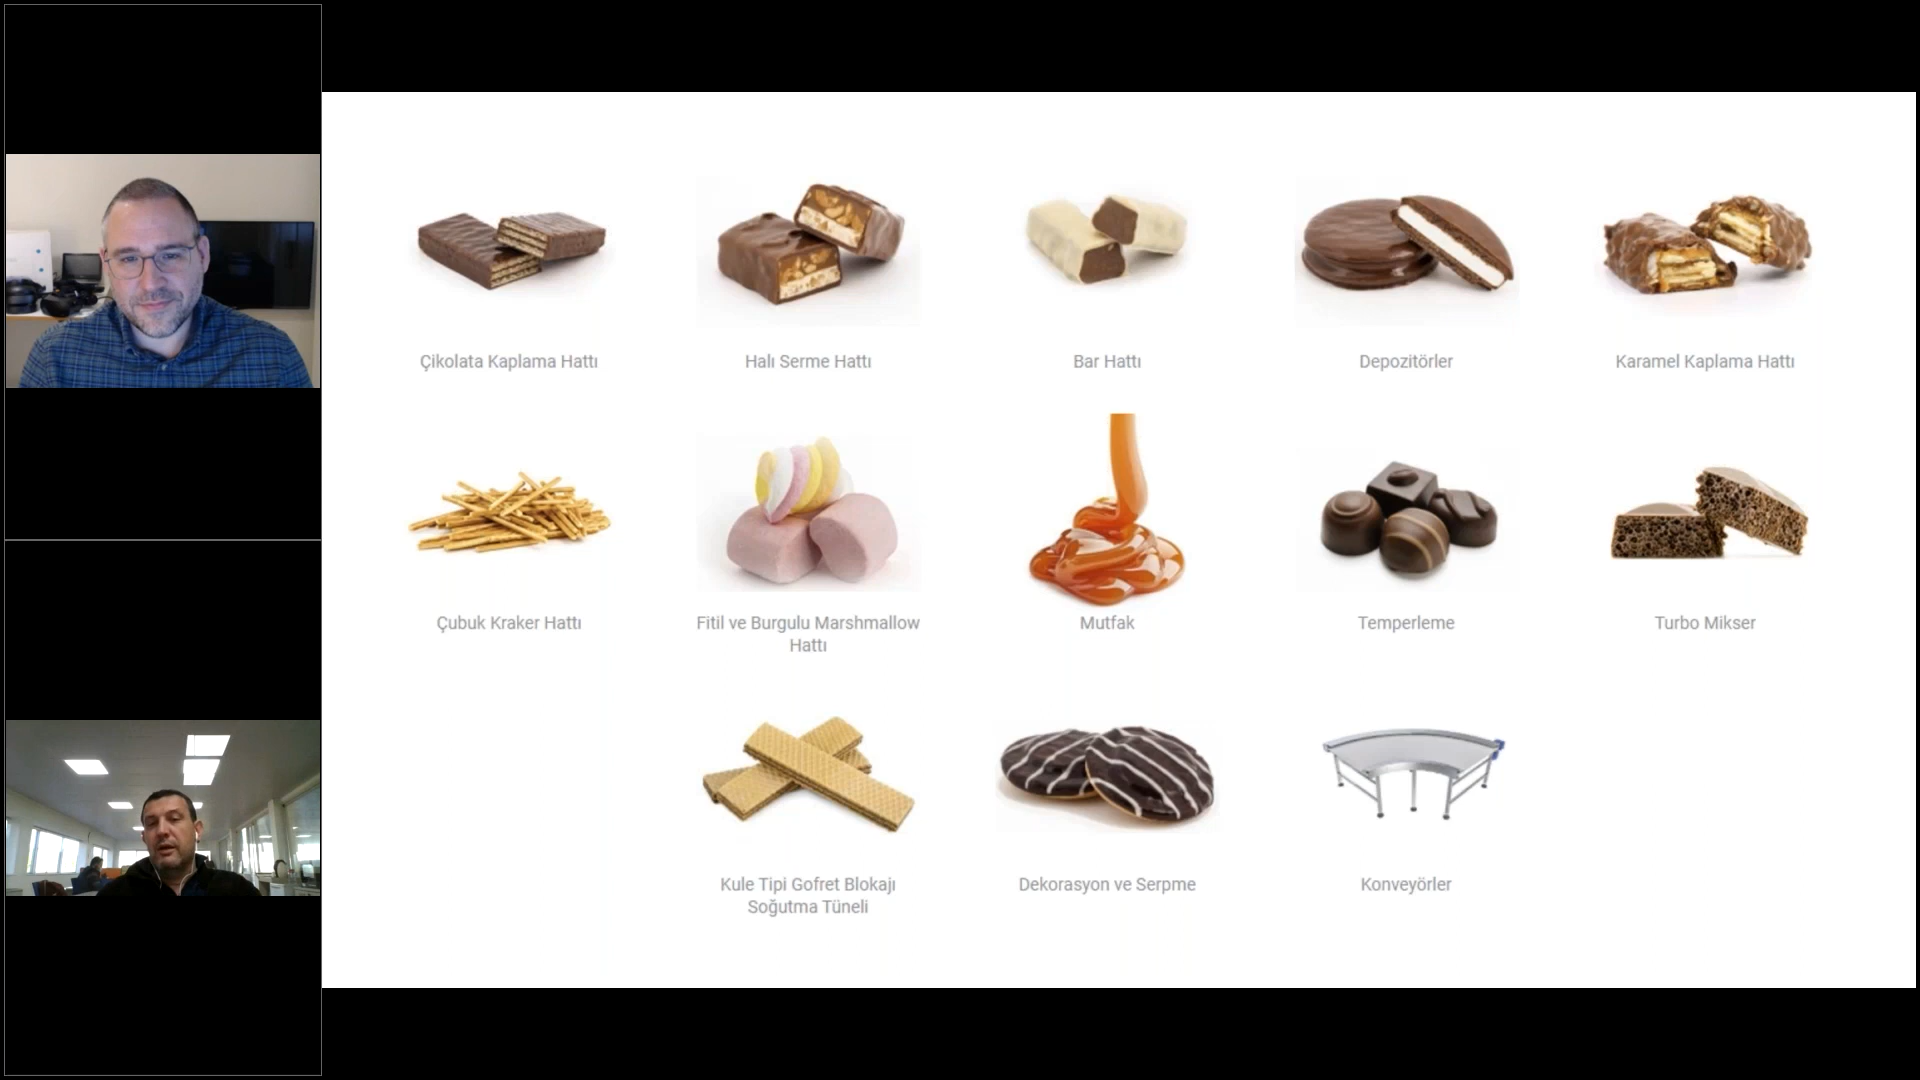 Çikolata Kaplama Hattı
Halı Serme Hattı
Bar Hattı
Depozitörler
Karamel Kaplama Hattı
Çubuk Kraker Hattı
Fitil ve Burgulu Marshmallow
Hattı
Mutfak
Temperleme
Turbo Mikser
Kule Tipi Gofret Blokajı
Soğutma Tüneli
Dekorasyon ve Serpme
Konveyörler